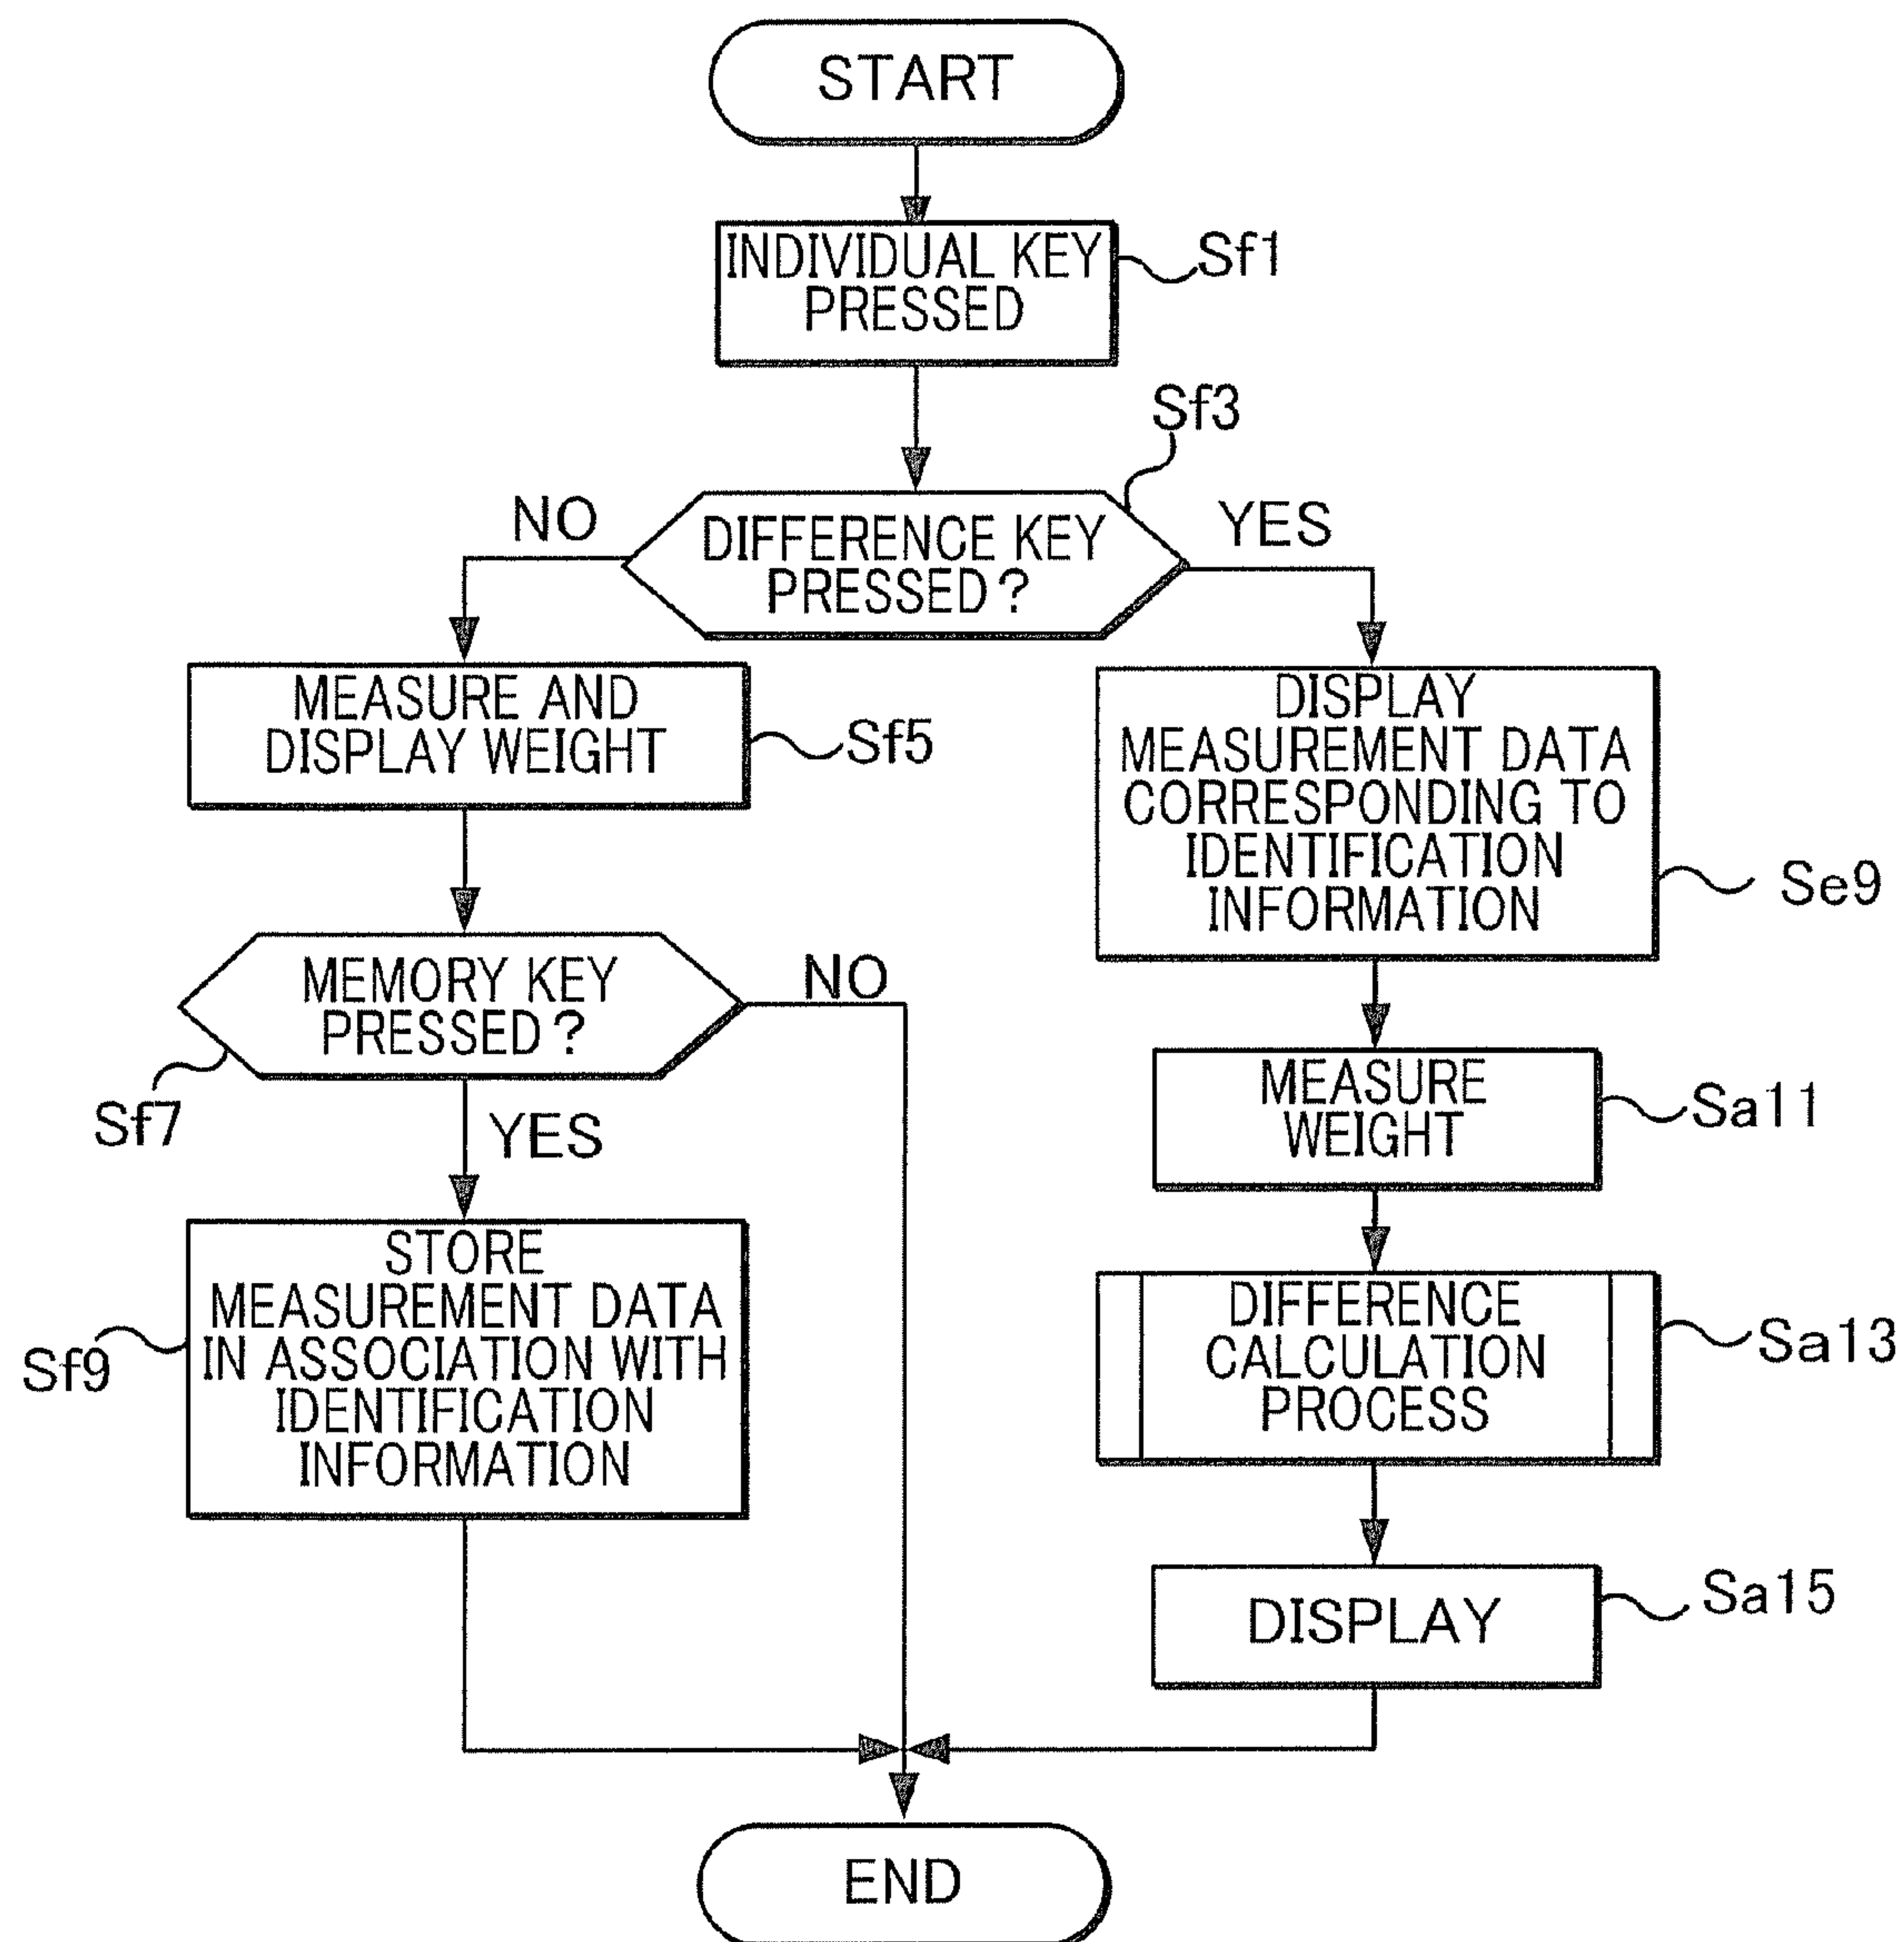 START
INDIVIDUAL KEY
PRESSED
Sf1
Sf3
NO
DIFFERENCE KEY
PRESSED?
YES
MEASURE AND
DISPLAY WEIGHT
Sf5
DISPLAY
MEASUREMENT DATA
CORRESPONDING TO
IDENTIFICATION
INFORMATION
Se9
MEMORY KEY
PRESSED?
NO
Sf7
YES
MEASURE
WEIGHT
Sa11
STORE
MEASUREMENT DATA
IN ASSOCIATION WITH
IDENTIFICATION
INFORMATION
Sf9
DIFFERENCE
CALCULATION
PROCESS
Sa13
DISPLAY
Sa15
END